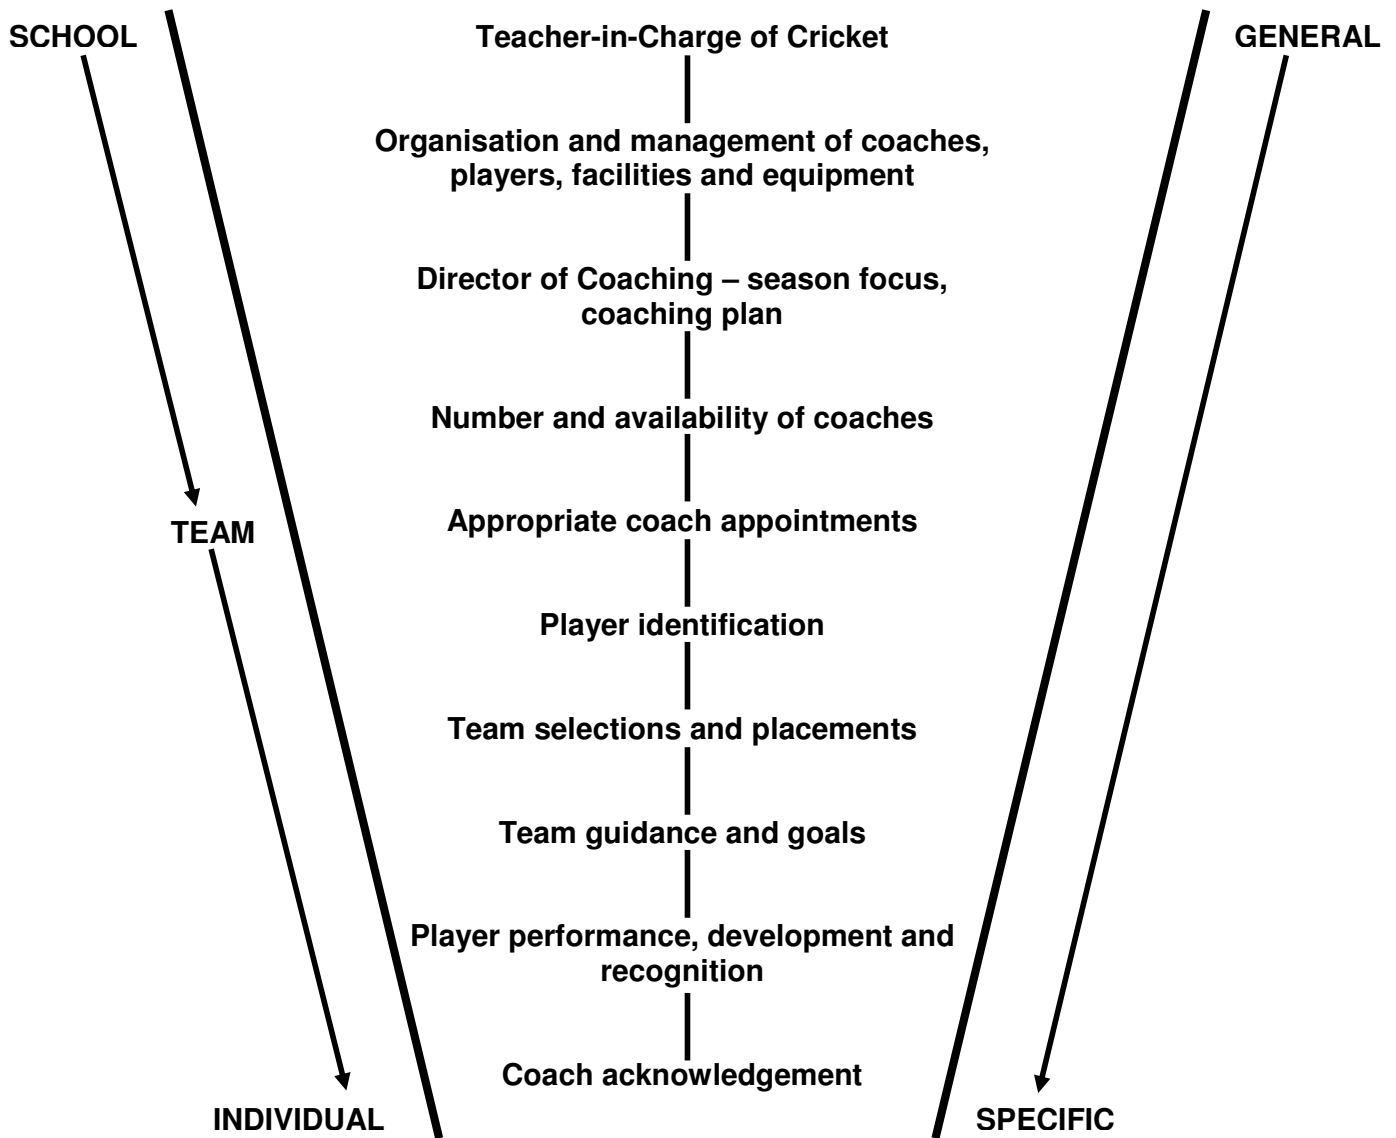 SCHOOL
Teacher-in-Charge of Cricket
GENERAL
Organisation and management of coaches,
players, facilities and equipment
Director of Coaching – season focus,
coaching plan
Number and availability of coaches
Appropriate coach appointments
TEAM
Player identification
Team selections and placements
Team guidance and goals
Player performance, development and
recognition
Coach acknowledgement
INDIVIDUAL
SPECIFIC